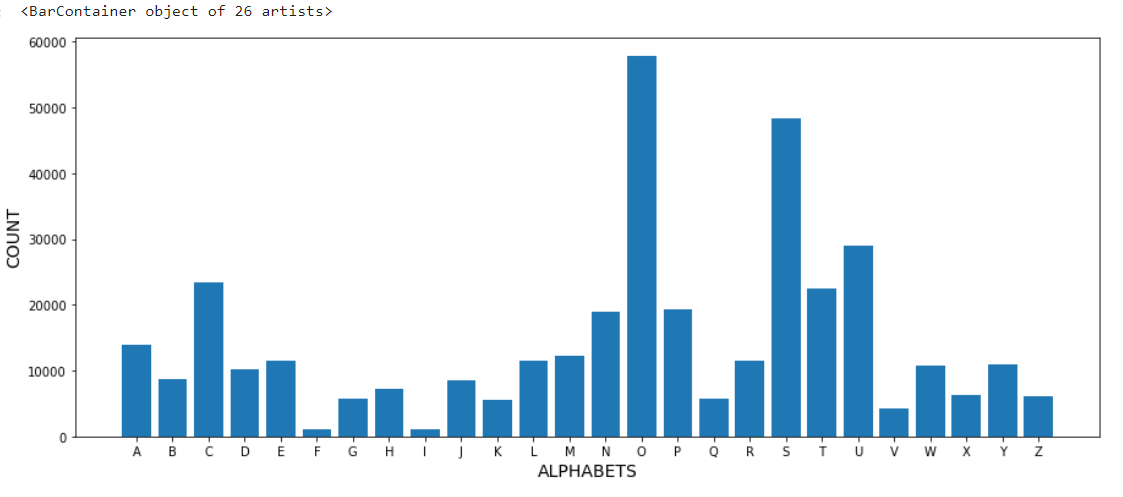 <BarContainer object of 26 artists>
60000
50000
40000
30000
20000
10000
0
COUNT
A B C D E F G H I J K L M N O P Q R S T U V W X Y Z
ALPHABETS